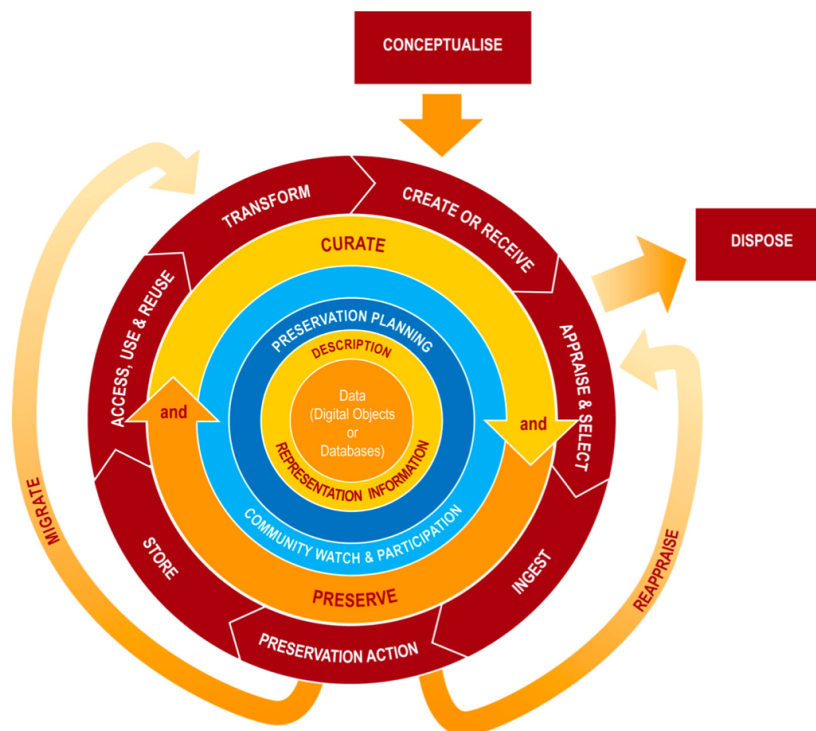 CONCEPTUALISE
TRANSFORM
CREATE OR RECEIVE
CURATE
DISPOSE
ACCESS, USE & REUSE
APPRAISE & SELECT
PRESERVATION PLANNING
DESCRIPTION
Data
(Digital Objects
or
Databases)
and
and
REPRESENTATION INFORMATION
COMMUNITY WATCH & PARTICIPATION
MIGRATE
STORE
INGEST
REAPPRAISE
PRESERVE
PRESERVATION ACTION